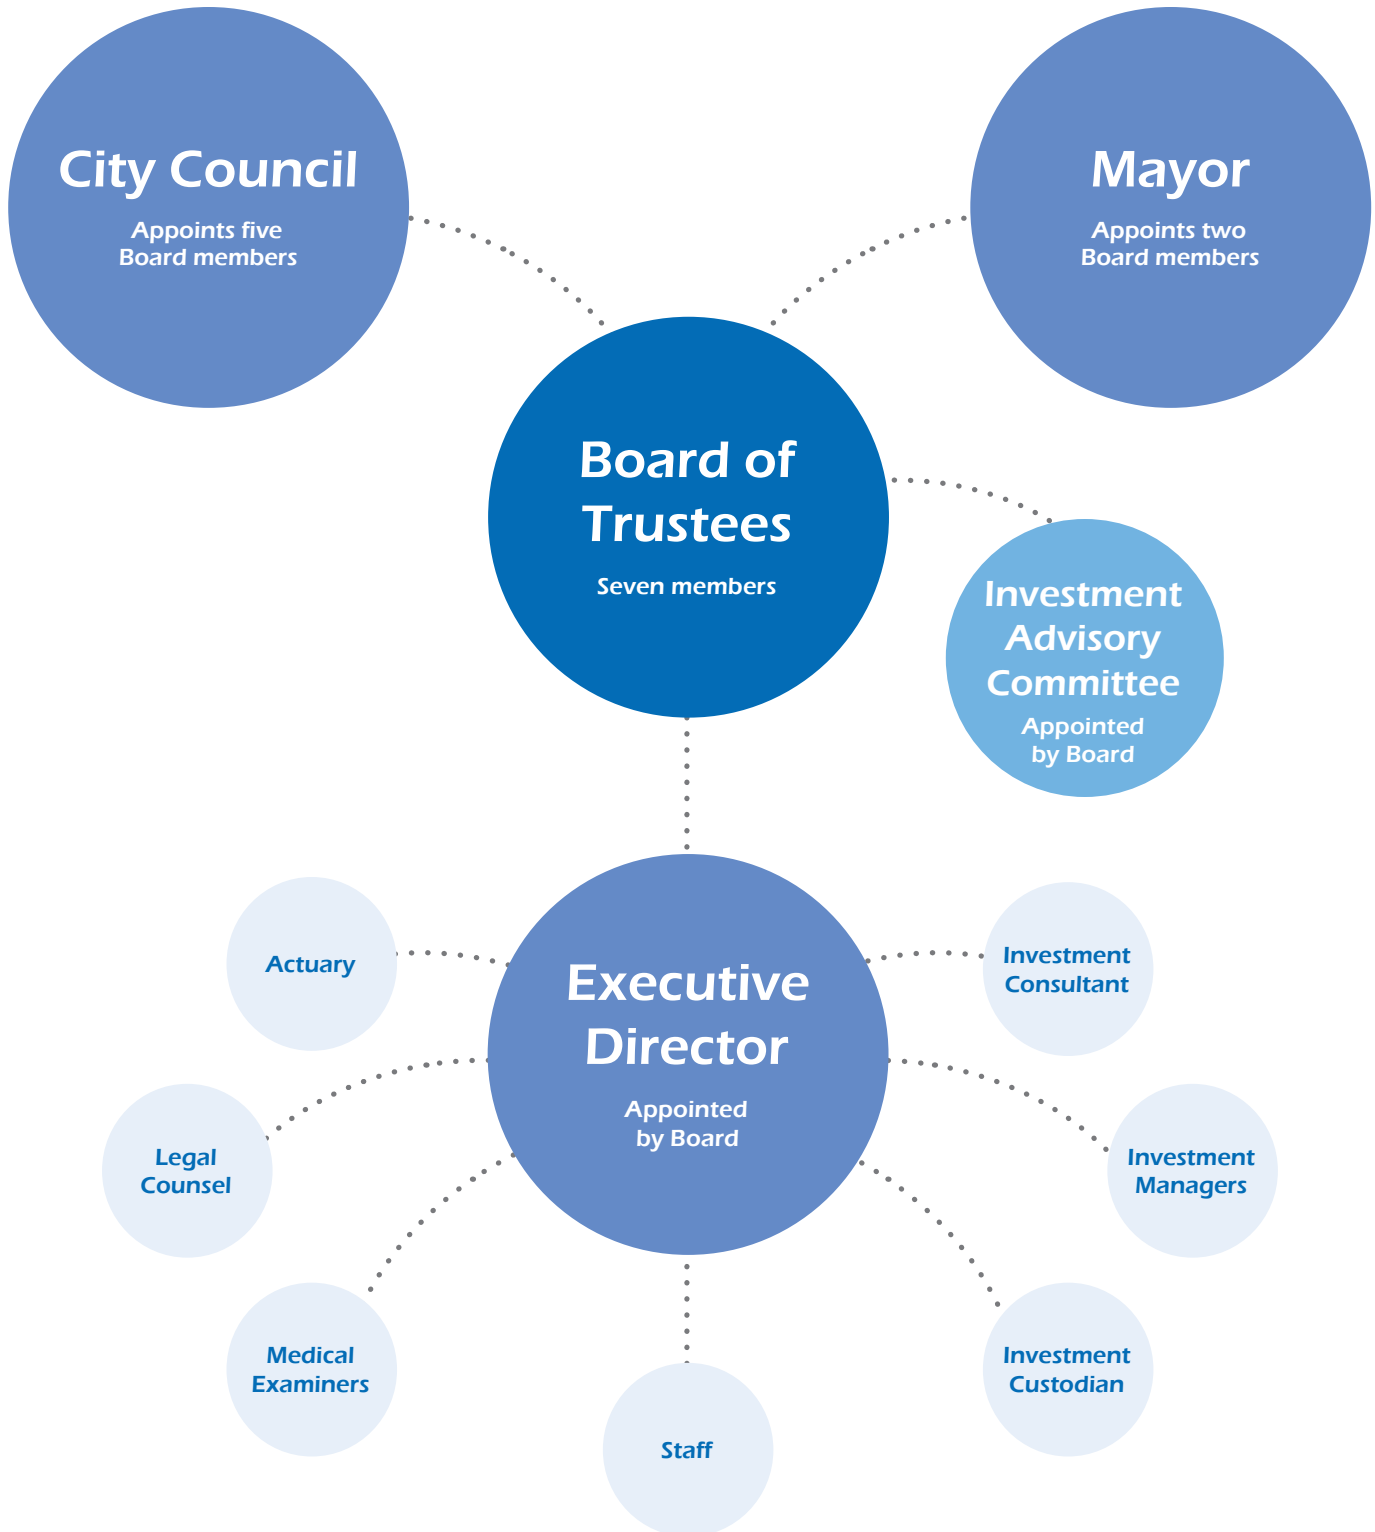 City Council
Appoints five
Board members
Mayor
Appoints two
Board members
Board of
Trustees
Seven members
Investment
Advisory
Committee
Appointed
by Board
Executive
Director
Appointed
by Board
Actuary
Investment
Consultant
Legal
Counsel
Investment
Managers
Medical
Examiners
Investment
Custodian
Staff